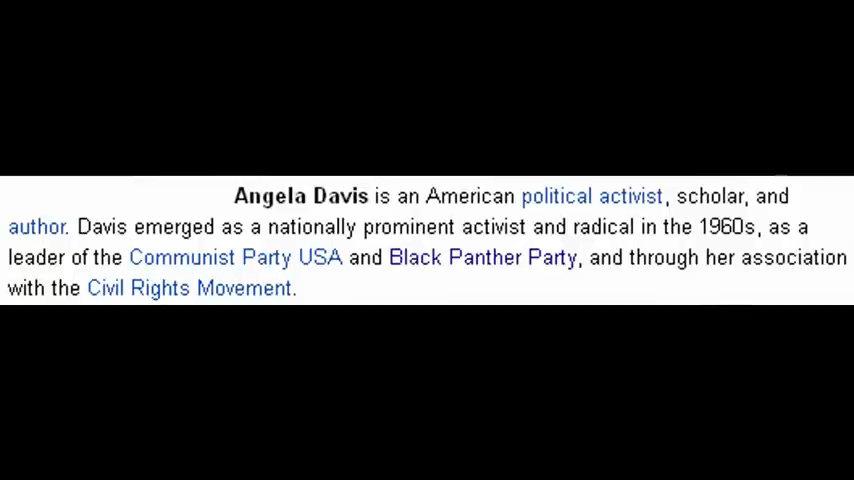 Angela Davis is an American political activist, scholar, and
author. Davis emerged as a nationally prominent activist and radical in the 1960s, as a
leader of the Communist Party USA and Black Panther Party, and through her association
with the Civil Rights Movement.